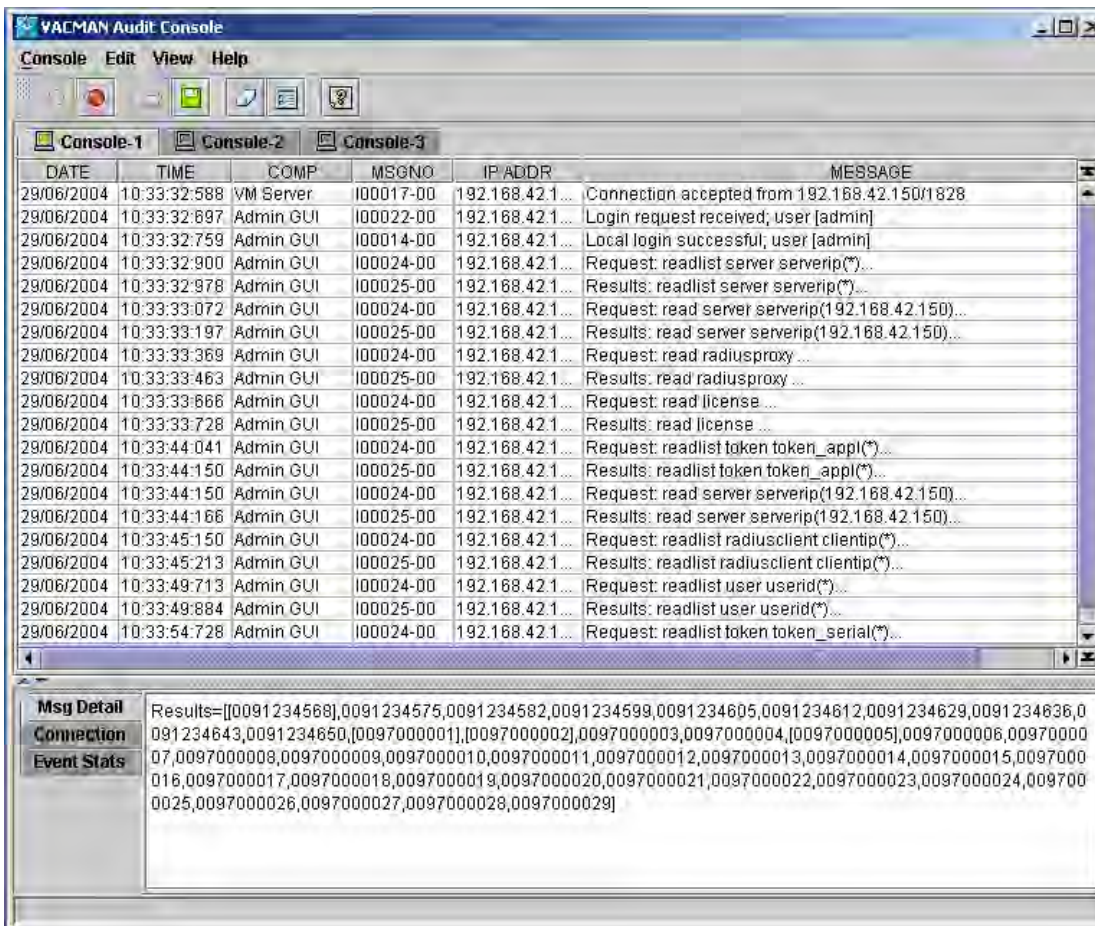 VACMAN Audit Console
Console Edit View Help
Console-1 Console-2 Console-3
DATE TIME COMP MSGNO IP ADDR MESSAGE
29/06/2004 10:33:32:588 VM Server I00017-00 192.168.42.1... Connection accepted from 192.168.42.150/1828
29/06/2004 10:33:32:697 Admin GUI I00022-00 192.168.42.1... Login request received; user [admin]
29/06/2004 10:33:32:759 Admin GUI I00014-00 192.168.42.1... Local login successful; user [admin]
29/06/2004 10:33:32:900 Admin GUI I00024-00 192.168.42.1... Request: readlist server serverip(*)...
29/06/2004 10:33:32:978 Admin GUI I00025-00 192.168.42.1... Results: readlist server serverip(*)...
29/06/2004 10:33:33:072 Admin GUI I00024-00 192.168.42.1... Request: read server serverip(192.168.42.150)...
29/06/2004 10:33:33:197 Admin GUI I00025-00 192.168.42.1... Results: read server serverip(192.168.42.150)...
29/06/2004 10:33:33:369 Admin GUI I00024-00 192.168.42.1... Request: read radiusproxy ...
29/06/2004 10:33:33:463 Admin GUI I00025-00 192.168.42.1... Results: read radiusproxy ...
29/06/2004 10:33:33:666 Admin GUI I00024-00 192.168.42.1... Request: read license ...
29/06/2004 10:33:33:728 Admin GUI I00025-00 192.168.42.1... Results: read license ...
29/06/2004 10:33:44:041 Admin GUI I00024-00 192.168.42.1... Request: readlist token token_appl(*)...
29/06/2004 10:33:44:150 Admin GUI I00025-00 192.168.42.1... Results: readlist token token_appl(*)...
29/06/2004 10:33:44:150 Admin GUI I00024-00 192.168.42.1... Request: read server serverip(192.168.42.150)...
29/06/2004 10:33:44:166 Admin GUI I00025-00 192.168.42.1... Results: read server serverip(192.168.42.150)...
29/06/2004 10:33:45:150 Admin GUI I00024-00 192.168.42.1... Request: readlist radiusclient clientip(*)...
29/06/2004 10:33:45:213 Admin GUI I00025-00 192.168.42.1... Results: readlist radiusclient clientip(*)...
29/06/2004 10:33:49:713 Admin GUI I00024-00 192.168.42.1... Request: readlist user userid(*)...
29/06/2004 10:33:49:884 Admin GUI I00025-00 192.168.42.1... Results: readlist user userid(*)...
29/06/2004 10:33:54:728 Admin GUI I00024-00 192.168.42.1... Request: readlist token token_serial(*)...
Msg Detail
Connection
Event Stats
Results=[[0091234568],0091234575,0091234582,0091234599,0091234605,0091234612,0091234629,0091234636,0
091234643,0091234650,[0097000001],[0097000002],0097000003,0097000004,[0097000005],0097000006,00970000
07,0097000008,0097000009,0097000010,0097000011,0097000012,0097000013,0097000014,0097000015,0097000
016,0097000017,0097000018,0097000019,0097000020,0097000021,0097000022,0097000023,0097000024,009700
0025,0097000026,0097000027,0097000028,0097000029]